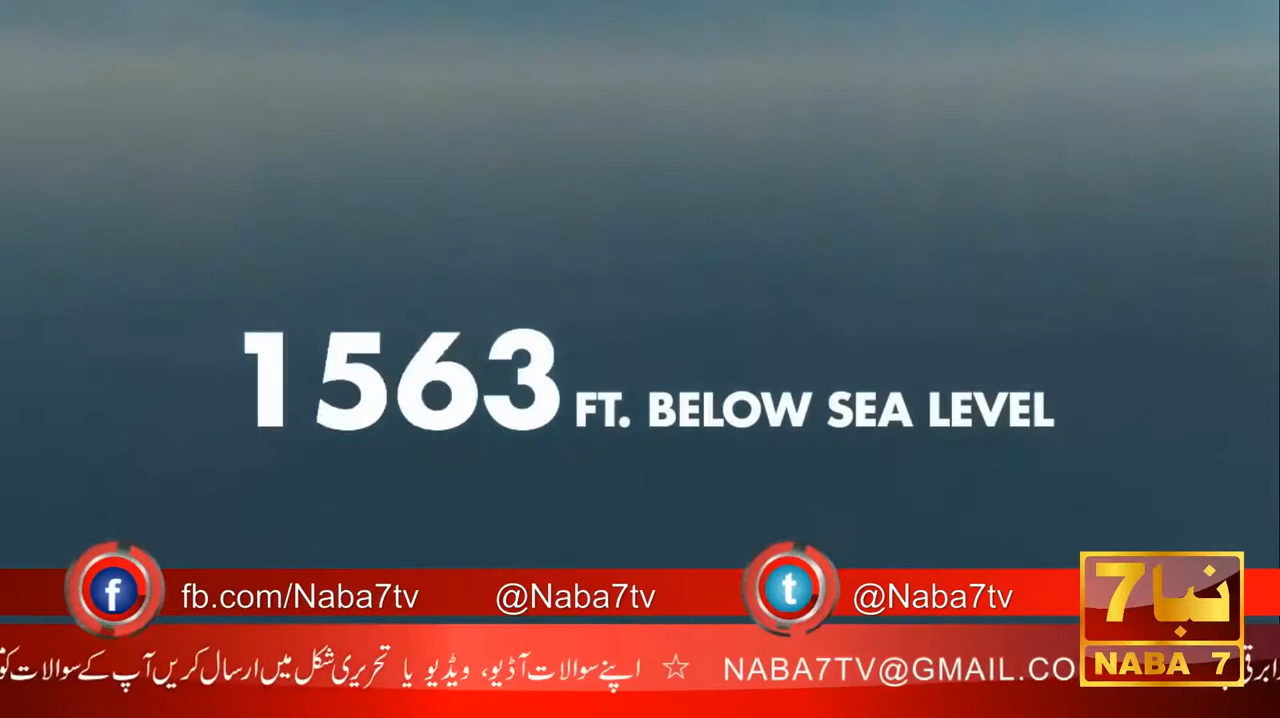 1563 FT. BELOW SEA LEVEL
f fb.com/Naba7tv @Naba7tv t @Naba7tv
نبا 7
NABA 7
اپنے سوالات آڈیو، ویڈیو یا تحریری شکل میں ارسال کریں آپ کے سوالات ☆ NABA7TV@GMAIL.CO